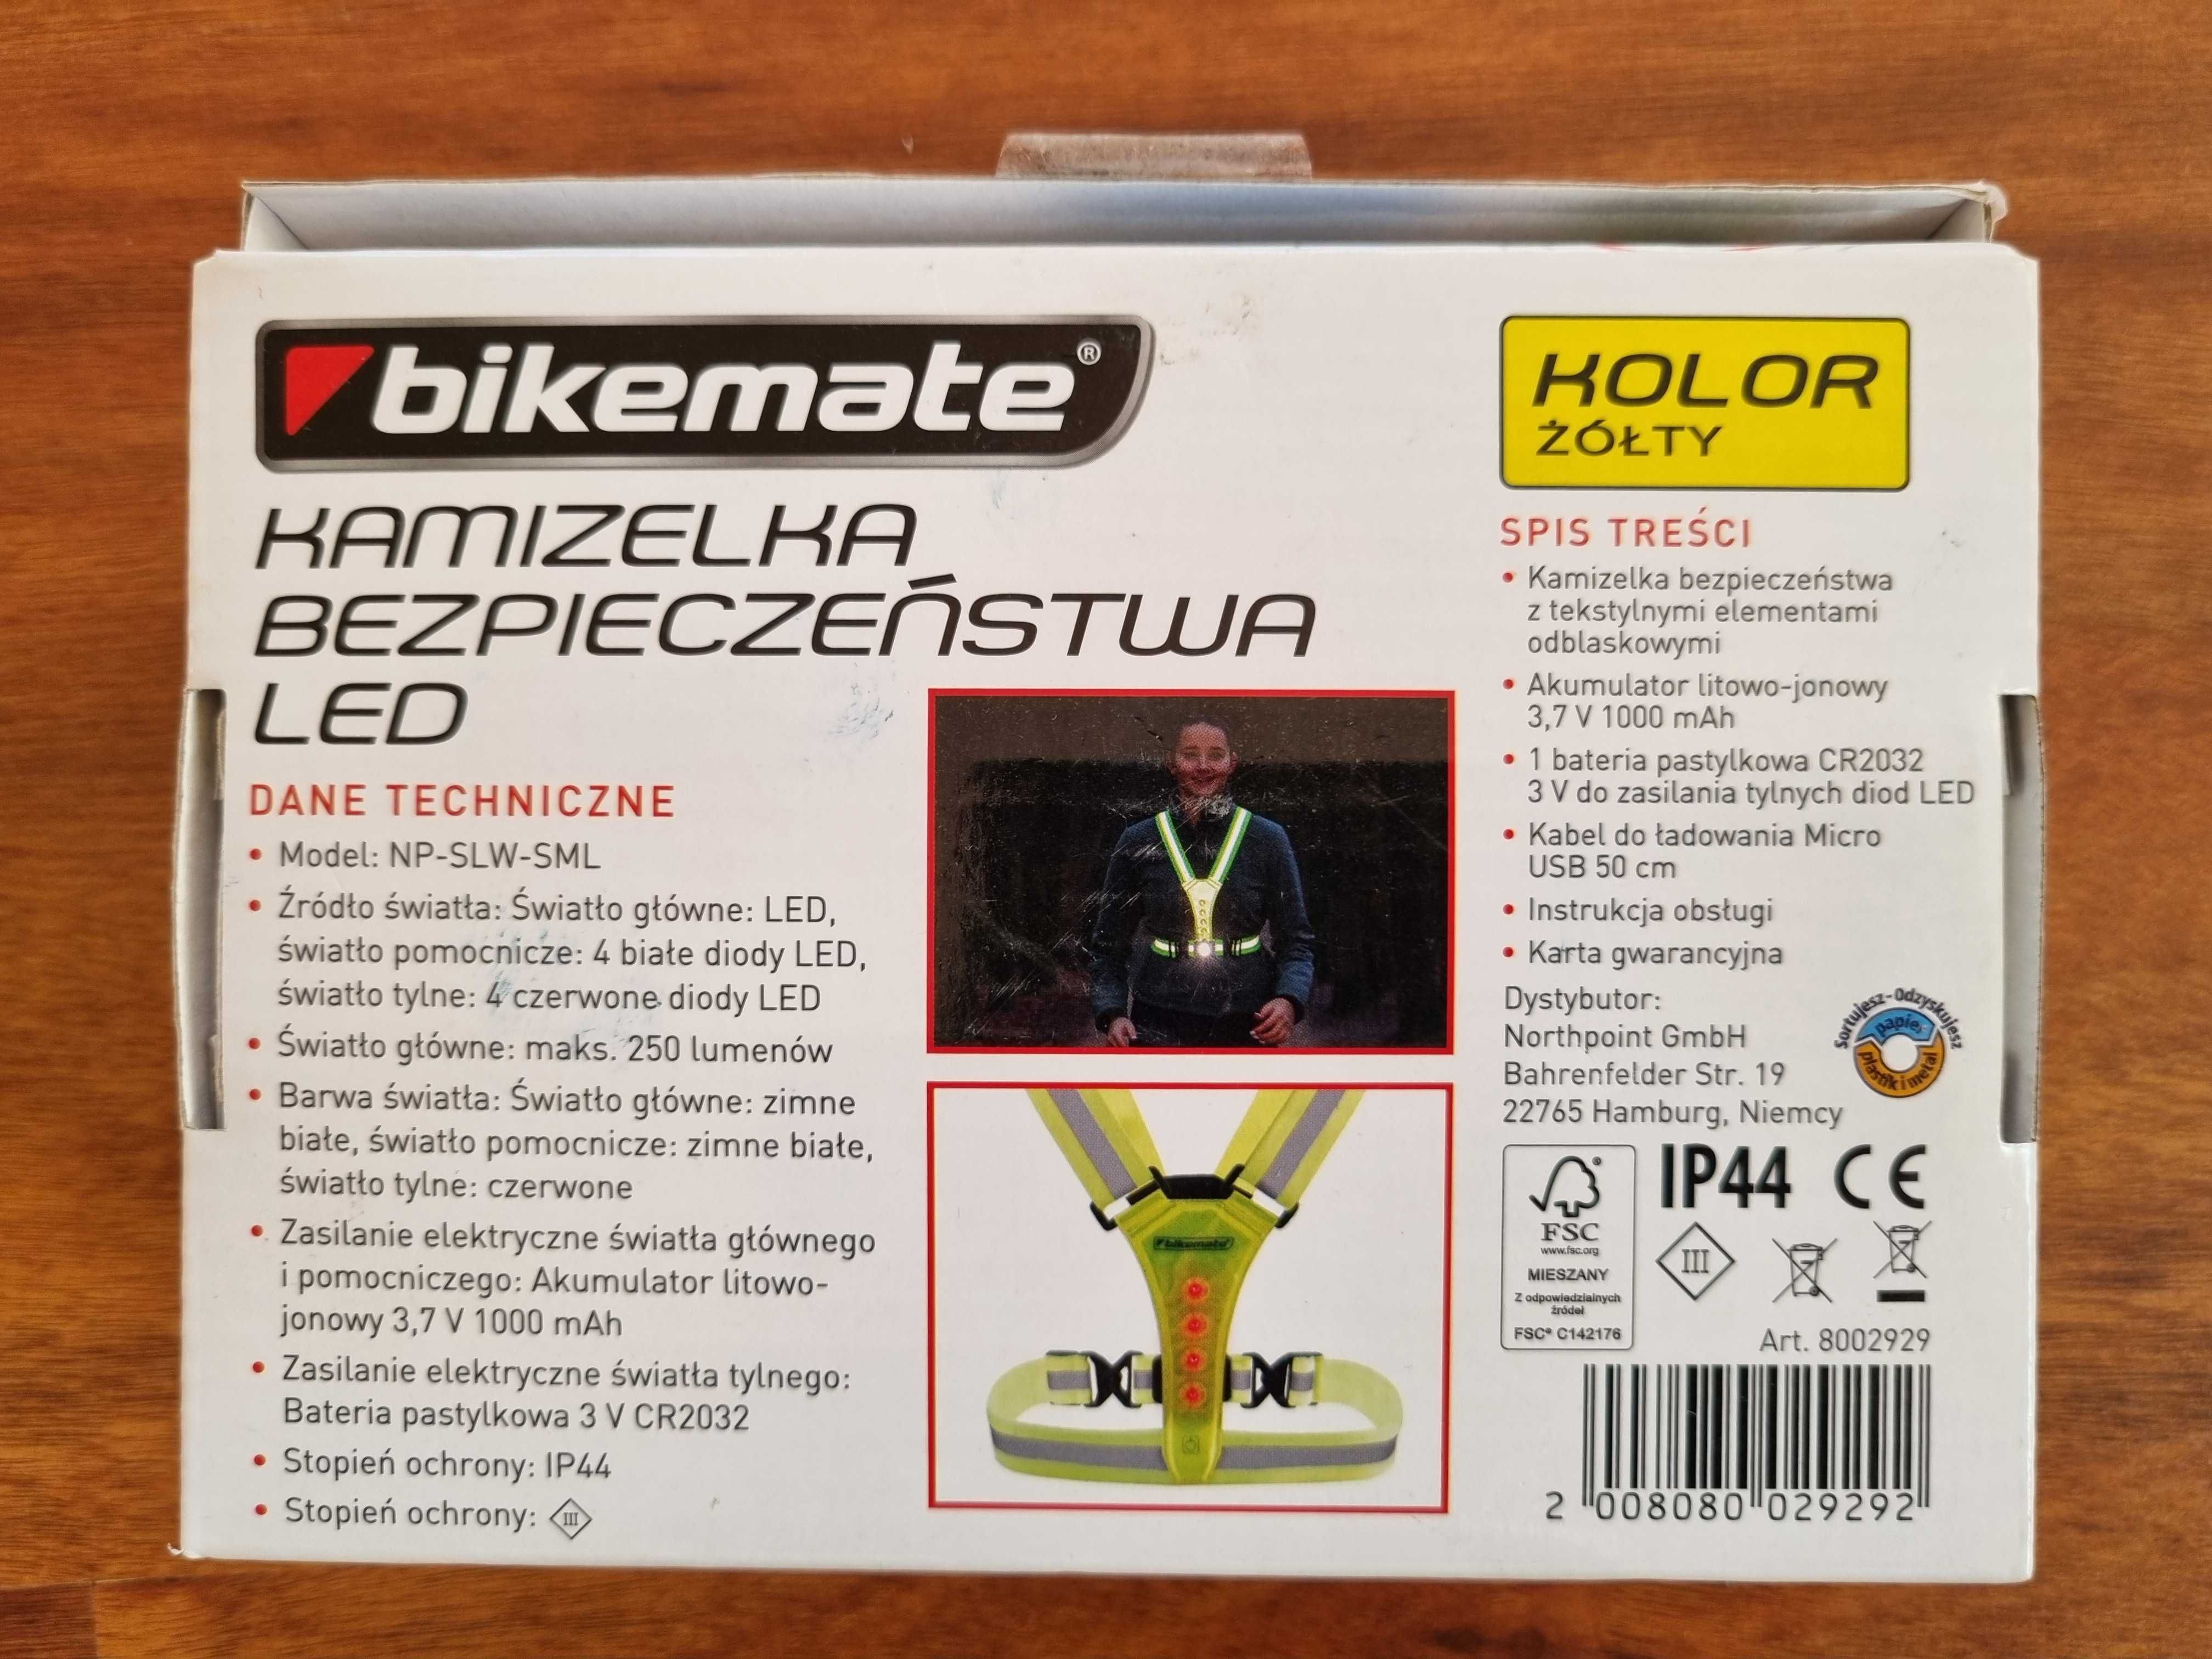 bikemate®
KAMIZELKA
BEZPIECZEŃSTWA
LED
DANE TECHNICZNE
• Model: NP-SLW-SML
• Źródło światła: Światło główne: LED,
światło pomocnicze: 4 białe diody LED,
światło tylne: 4 czerwone diody LED
• Światło główne: maks. 250 lumenów
• Barwa światła: Światło główne: zimne
białe, światło pomocnicze: zimne białe,
światło tylne: czerwone
• Zasilanie elektryczne światła głównego
i pomocniczego: Akumulator litowo-
jonowy 3,7 V 1000 mAh
• Zasilanie elektryczne światła tylnego:
Bateria pastylkowa 3 V CR2032
• Stopień ochrony: IP44
• Stopień ochrony: III
bikemate
KOLOR
ŻÓŁTY
SPIS TREŚCI
• Kamizelka bezpieczeństwa
z tekstylnymi elementami
odblaskowymi
• Akumulator litowo-jonowy
3,7 V 1000 mAh
• 1 bateria pastylkowa CR2032
3 V do zasilania tylnych diod LED
• Kabel do ładowania Micro
USB 50 cm
• Instrukcja obsługi
• Karta gwarancyjna
Dystybutor:
Northpoint GmbH
Bahrenfelder Str. 19
22765 Hamburg, Niemcy
Sortujesz - Odzyskujesz
papier
plastik i metal
FSC
www.fsc.org
MIESZANY
Z odpowiedzialnych
źródeł
FSC® C142176
IP44 CE
III
Art. 8002929
2 008080 029292